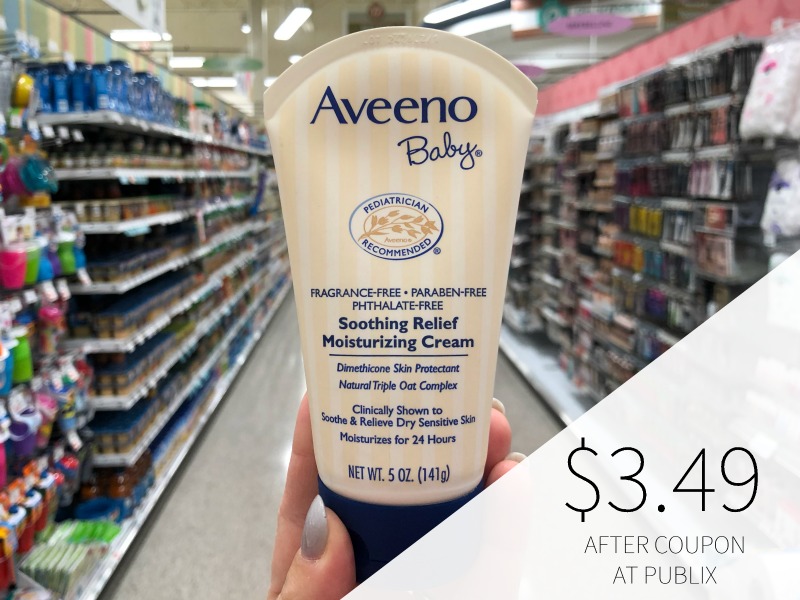 Aveeno
Baby®
PEDIATRICIAN
Aveeno®
RECOMMENDED®
FRAGRANCE-FREE • PARABEN-FREE
PHTHALATE-FREE
Soothing Relief
Moisturizing Cream
Dimethicone Skin Protectant
Natural Triple Oat Complex
Clinically Shown to
Soothe & Relieve Dry Sensitive Skin
Moisturizes for 24 Hours
NET WT. 5 OZ. (141g)
$3.49
AFTER COUPON
AT PUBLIX